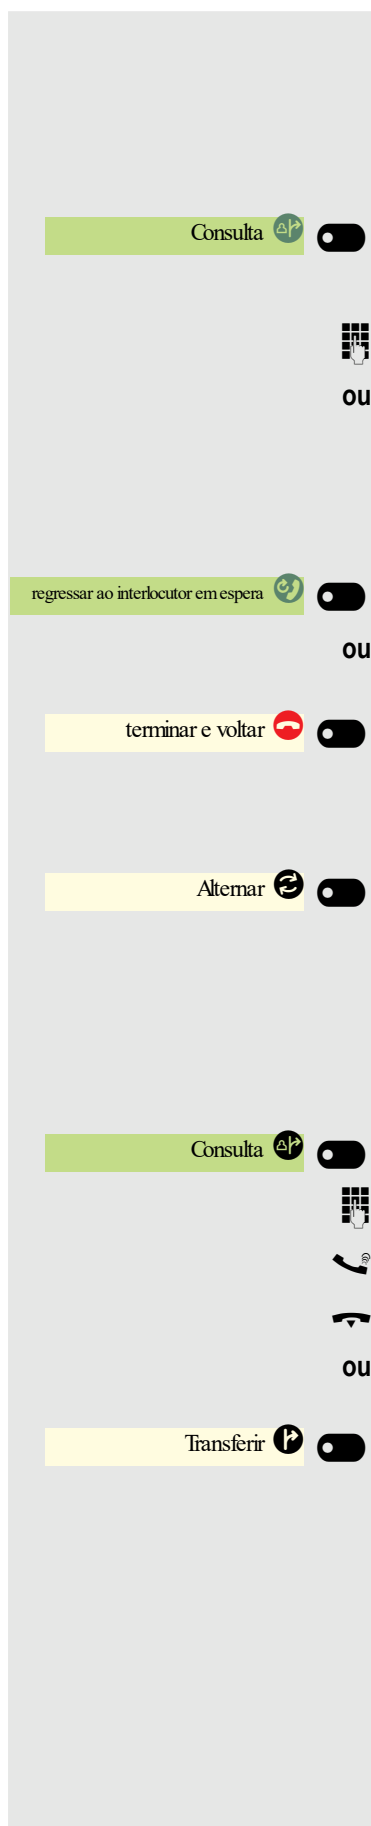 Consulta
ou
regressar ao interlocutor em espera
ou
terminar e voltar
Alternar
Consulta
ou
Transferir